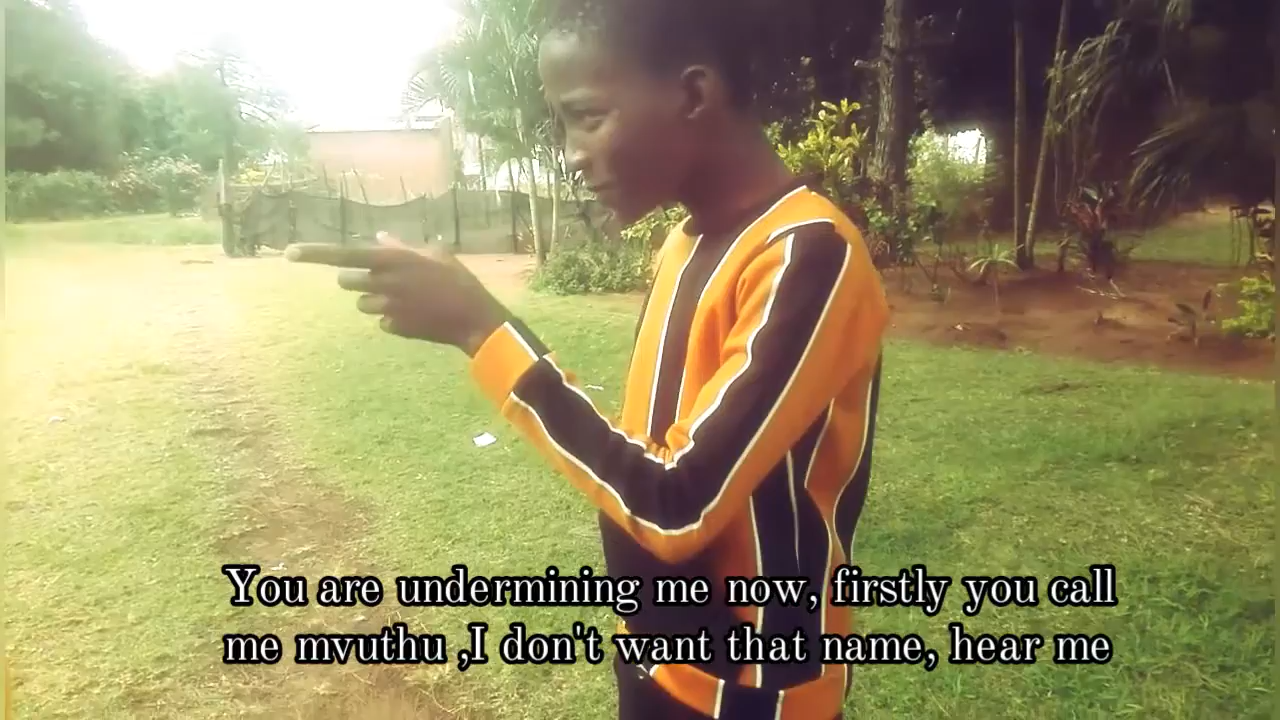 You are undermining me now, firstly you call
me mvuthu ,I don't want that name, hear me